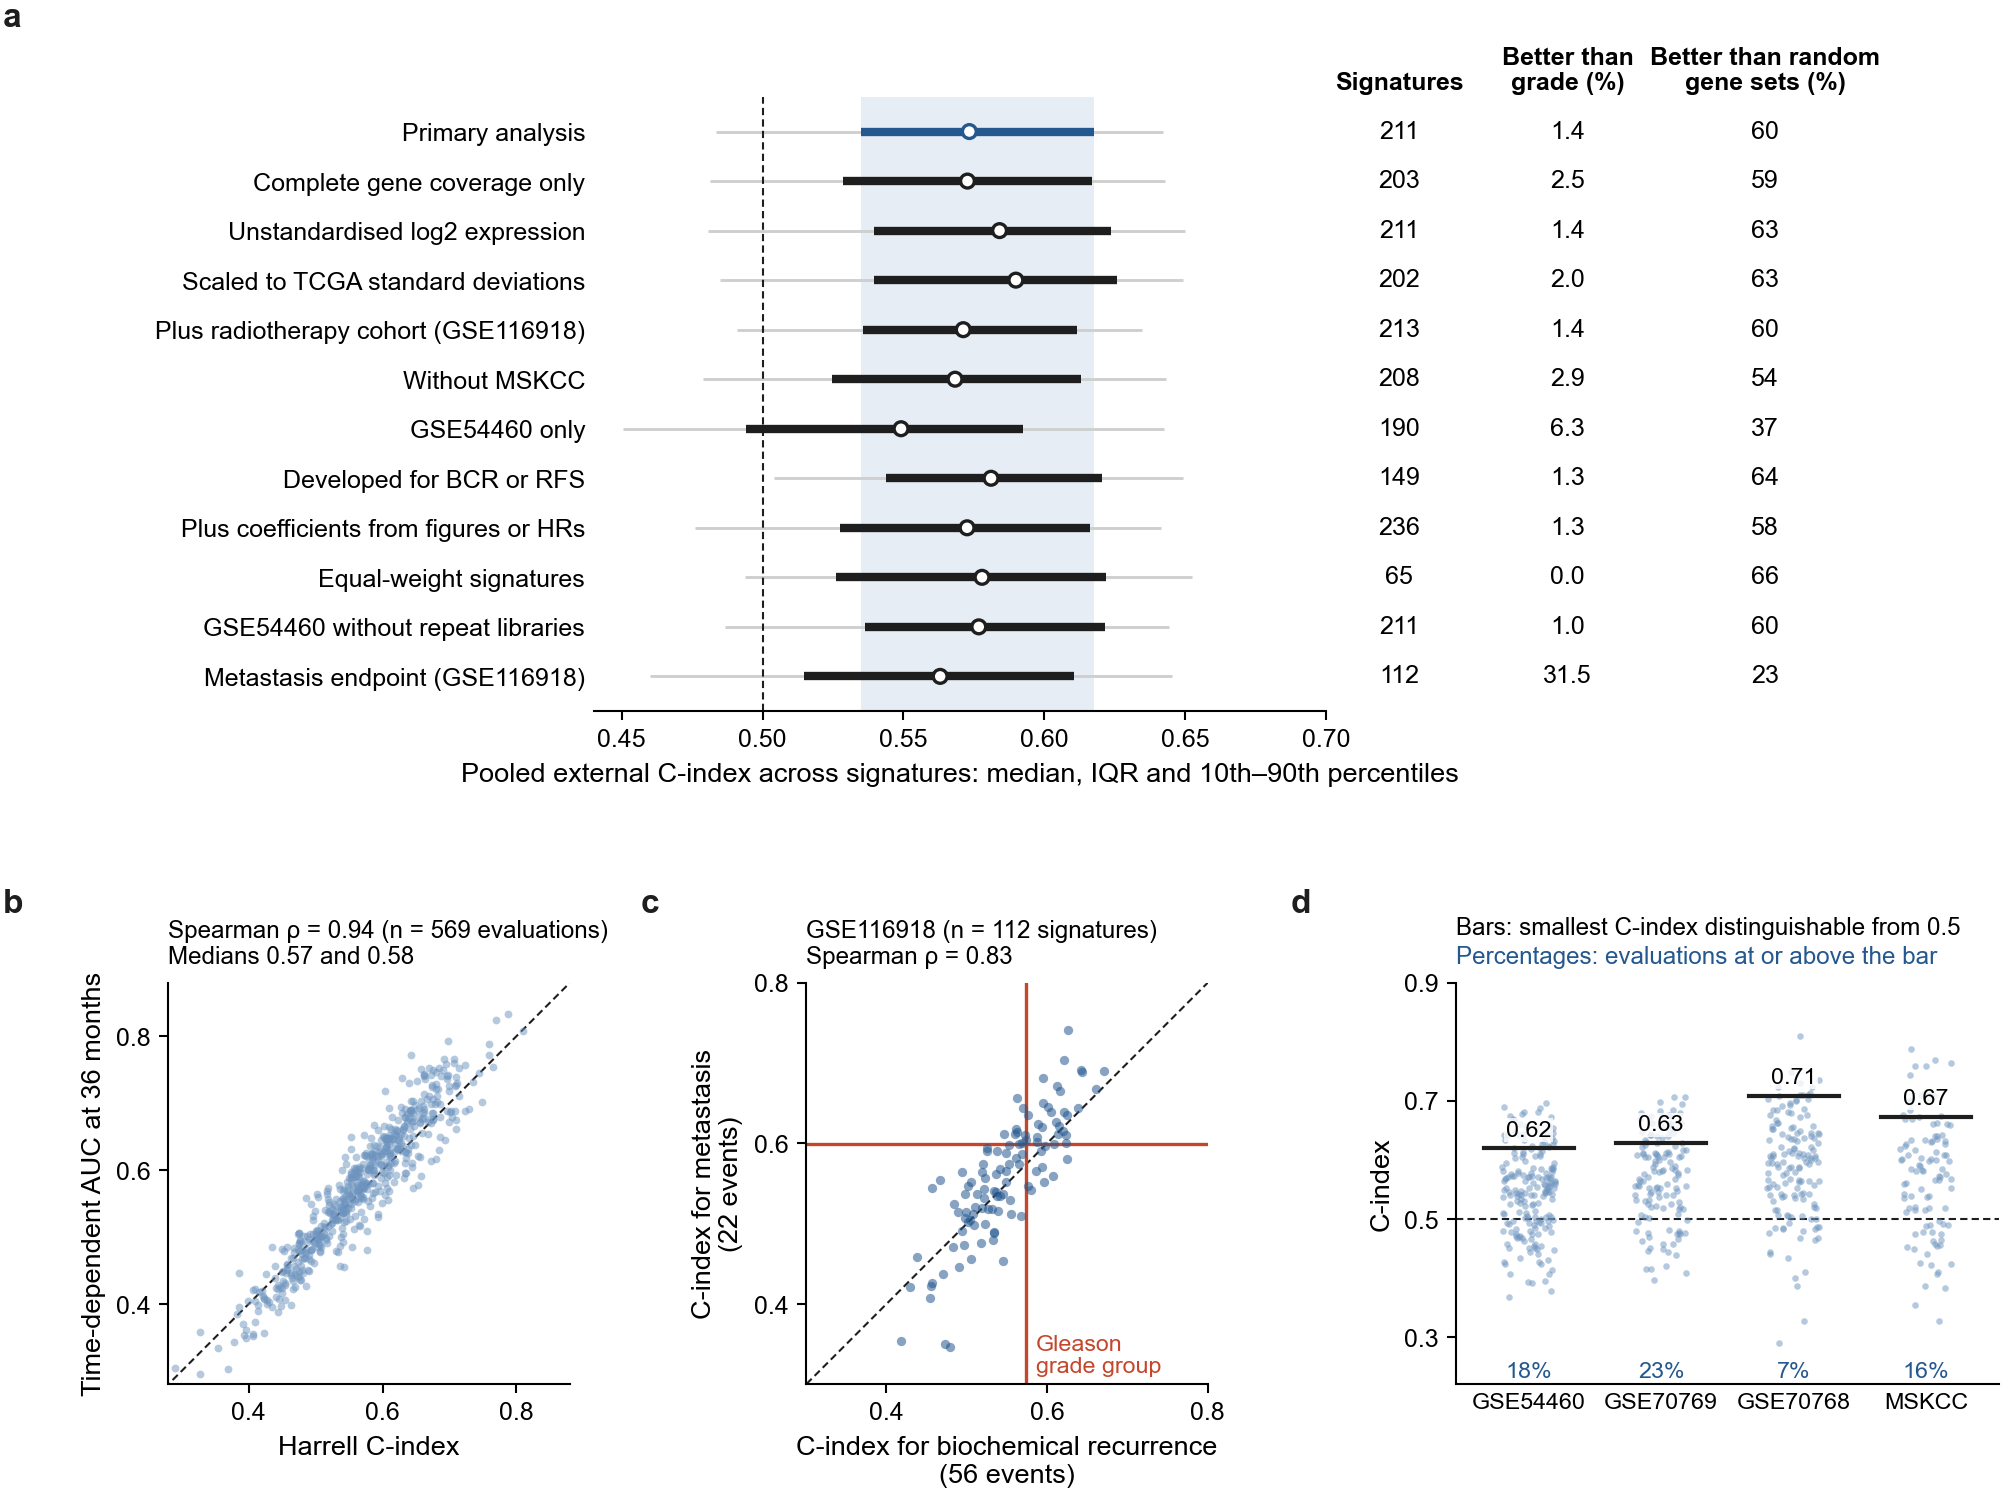 a
Signatures
Better than
grade (%)
Better than random
gene sets (%)
Primary analysis 211 1.4 60
Complete gene coverage only 203 2.5 59
Unstandardised log2 expression 211 1.4 63
Scaled to TCGA standard deviations 202 2.0 63
Plus radiotherapy cohort (GSE116918) 213 1.4 60
Without MSKCC 208 2.9 54
GSE54460 only 190 6.3 37
Developed for BCR or RFS 149 1.3 64
Plus coefficients from figures or HRs 236 1.3 58
Equal-weight signatures 65 0.0 66
GSE54460 without repeat libraries 211 1.0 60
Metastasis endpoint (GSE116918) 112 31.5 23
0.45 0.50 0.55 0.60 0.65 0.70
Pooled external C-index across signatures: median, IQR and 10th–90th percentiles
b
Spearman ρ = 0.94 (n = 569 evaluations)
Medians 0.57 and 0.58
Time-dependent AUC at 36 months
0.8
0.6
0.4
0.4 0.6 0.8
Harrell C-index
c
GSE116918 (n = 112 signatures)
Spearman ρ = 0.83
C-index for metastasis
(22 events)
0.8
0.6
0.4
Gleason
grade group
0.4 0.6 0.8
C-index for biochemical recurrence
(56 events)
d
Bars: smallest C-index distinguishable from 0.5
Percentages: evaluations at or above the bar
C-index
0.9
0.7
0.5
0.3
0.62 0.63 0.71 0.67
18% 23% 7% 16%
GSE54460 GSE70769 GSE70768 MSKCC